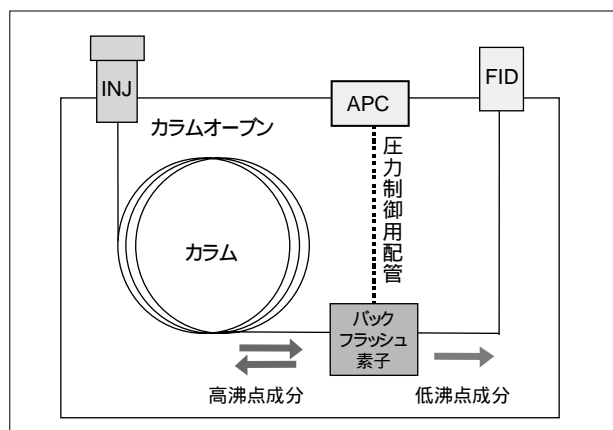 INJ
APC
FID
カラムオーブン
圧力制御用配管
カラム
バック
フラッシュ
素子
高沸点成分
低沸点成分